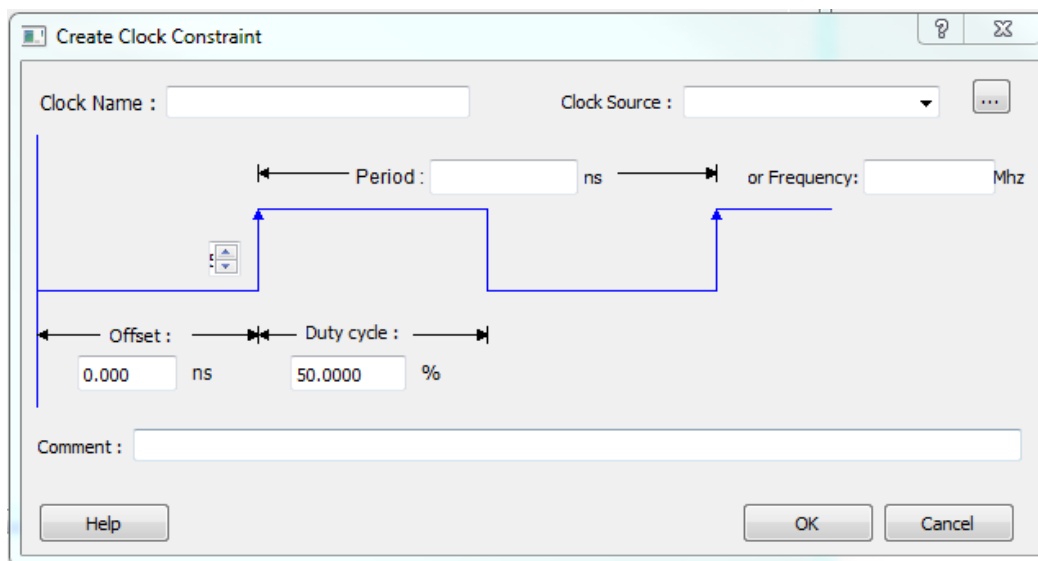 Create Clock Constraint
Clock Name :
Clock Source :
...
Period :
ns
or Frequency:
Mhz
Offset :
Duty cycle :
0.000
ns
50.0000
%
Comment :
Help
OK
Cancel